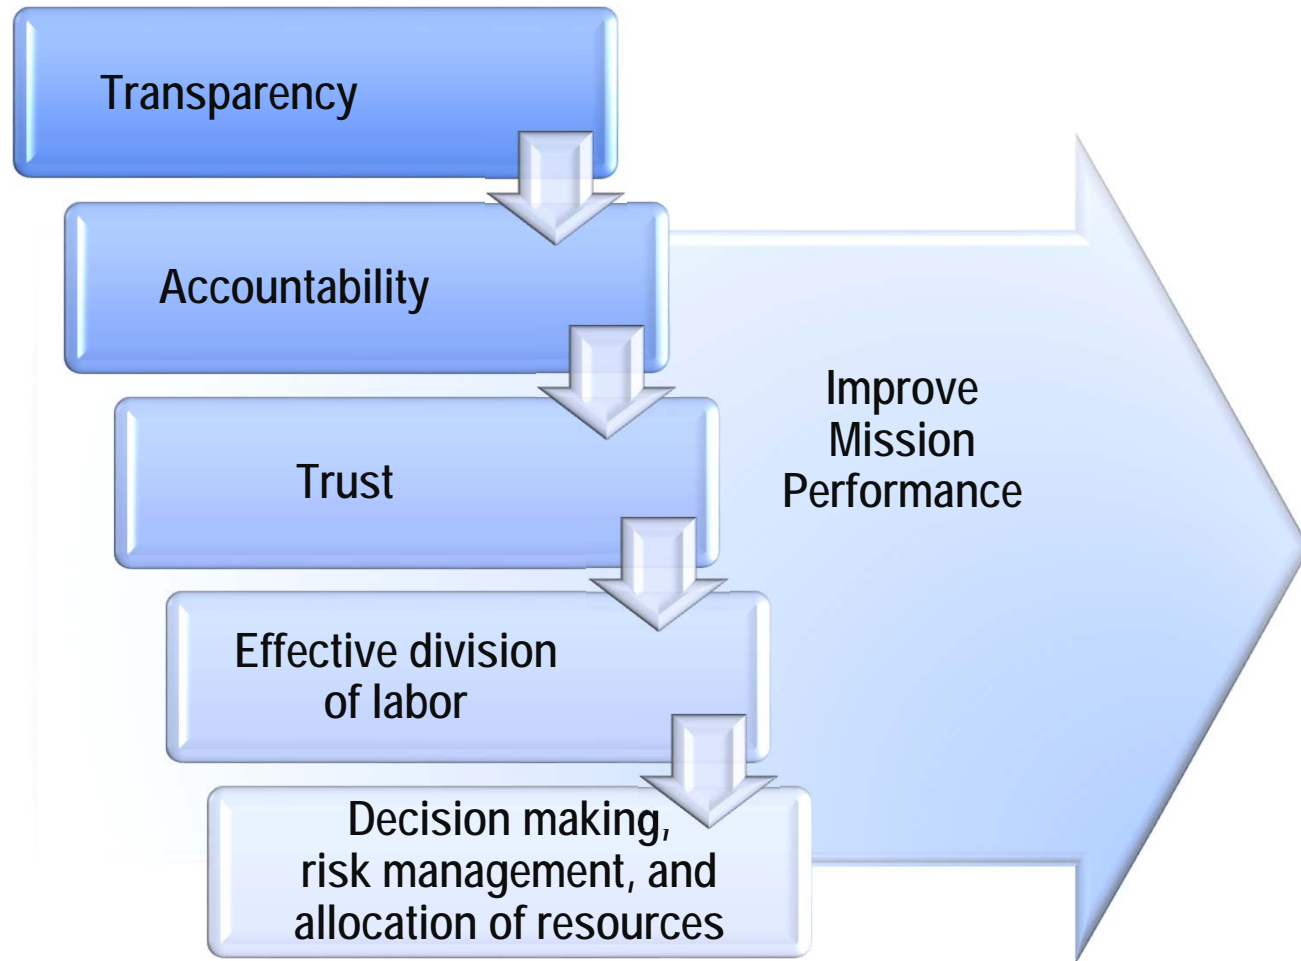 Transparency
Accountability
Trust
Effective division
of labor
Decision making,
risk management, and
allocation of resources
Improve
Mission
Performance